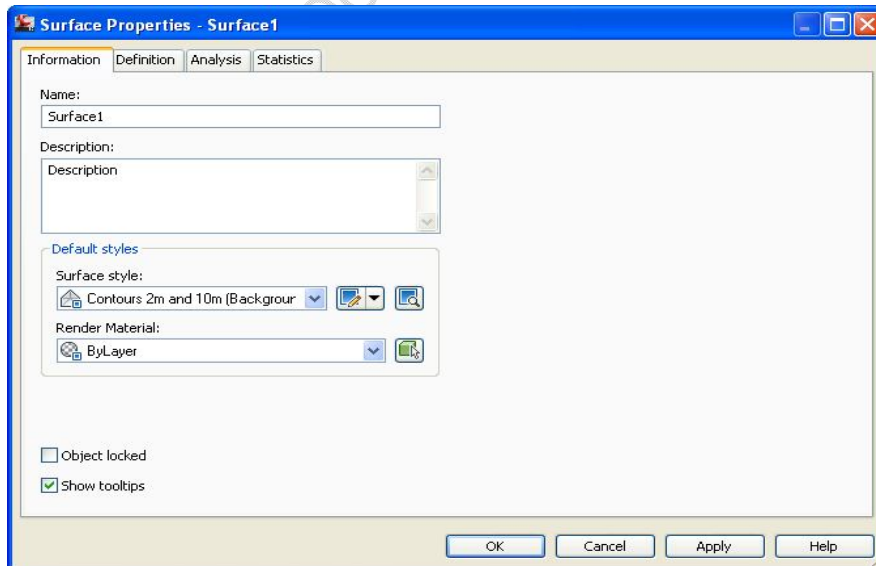 Surface Properties - Surface1
Information Definition Analysis Statistics
Name:
Surface1
Description:
Description
Default styles
Surface style:
Contours 2m and 10m (Backgrour
Render Material:
ByLayer
Object locked
Show tooltips
OK Cancel Apply Help